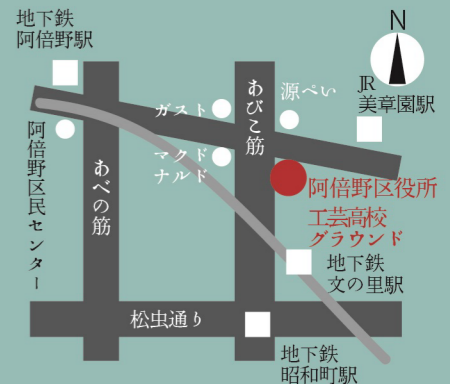 地下鉄
阿倍野駅
N
JR
美章園駅
源ぺい
あびこ筋
ガスト
マクド
ナルド
阿倍野区民センター
あべの筋
阿倍野区役所
工芸高校
グラウンド
地下鉄
文の里駅
松虫通り
地下鉄
昭和町駅